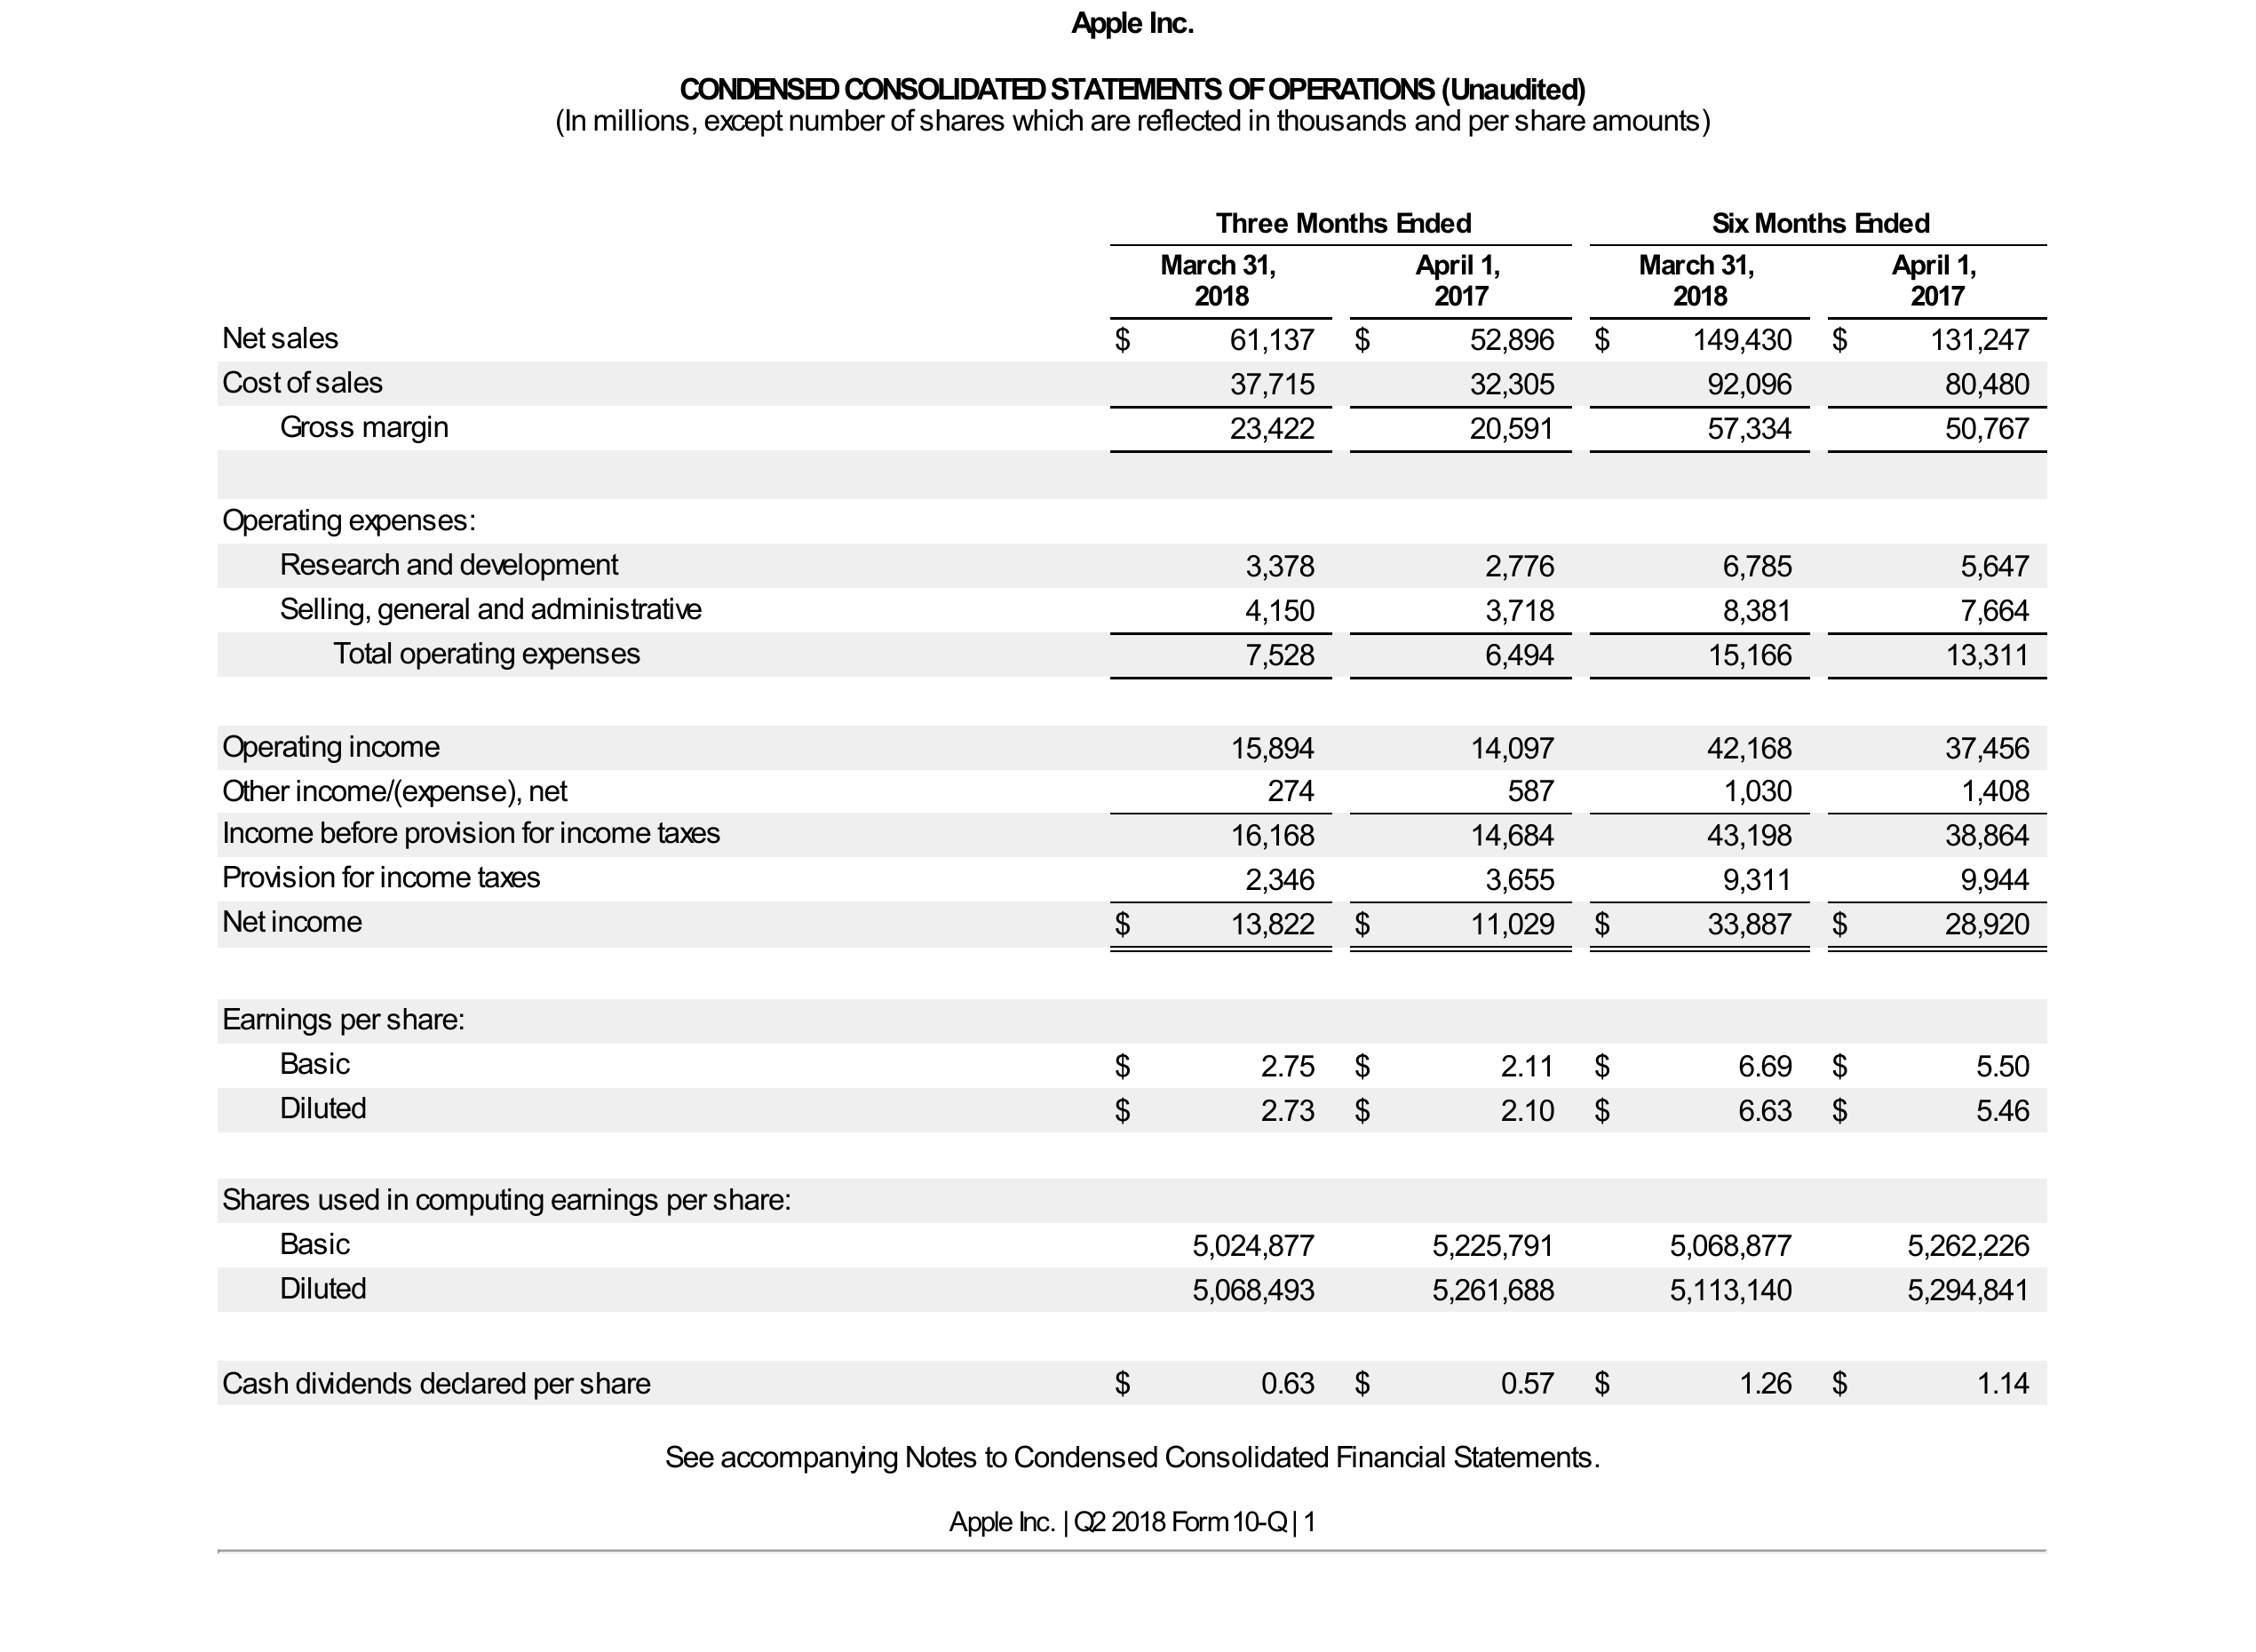 Apple Inc.
CONDENSED CONSOLIDATED STATEMENTS OF OPERATIONS (Unaudited)
(In millions, except number of shares which are reflected in thousands and per share amounts)
Three Months Ended Six Months Ended
March 31, 2018 April 1, 2017 March 31, 2018 April 1, 2017
Net sales $ 61,137 $ 52,896 $ 149,430 $ 131,247
Cost of sales 37,715 32,305 92,096 80,480
Gross margin 23,422 20,591 57,334 50,767
Operating expenses:
Research and development 3,378 2,776 6,785 5,647
Selling, general and administrative 4,150 3,718 8,381 7,664
Total operating expenses 7,528 6,494 15,166 13,311
Operating income 15,894 14,097 42,168 37,456
Other income/(expense), net 274 587 1,030 1,408
Income before provision for income taxes 16,168 14,684 43,198 38,864
Provision for income taxes 2,346 3,655 9,311 9,944
Net income $ 13,822 $ 11,029 $ 33,887 $ 28,920
Earnings per share:
Basic $ 2.75 $ 2.11 $ 6.69 $ 5.50
Diluted $ 2.73 $ 2.10 $ 6.63 $ 5.46
Shares used in computing earnings per share:
Basic 5,024,877 5,225,791 5,068,877 5,262,226
Diluted 5,068,493 5,261,688 5,113,140 5,294,841
Cash dividends declared per share $ 0.63 $ 0.57 $ 1.26 $ 1.14
See accompanying Notes to Condensed Consolidated Financial Statements.
Apple Inc. | Q2 2018 Form 10-Q | 1